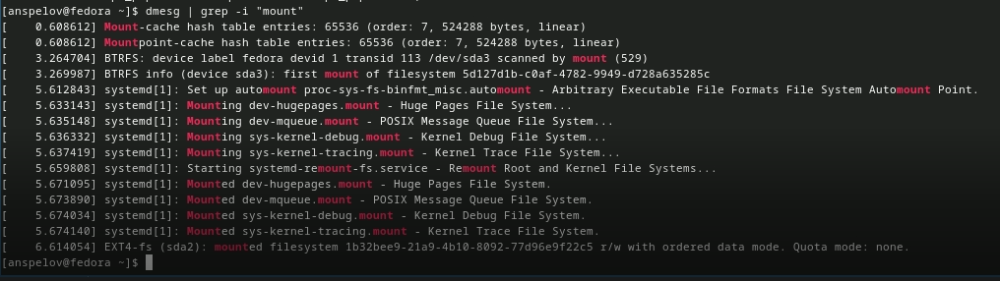 [anspelov@fedora ~]$ dmesg | grep -i "mount"
[    0.608612] Mount-cache hash table entries: 65536 (order: 7, 524288 bytes, linear)
[    0.608612] Mountpoint-cache hash table entries: 65536 (order: 7, 524288 bytes, linear)
[    3.264704] BTRFS: device label fedora devid 1 transid 113 /dev/sda3 scanned by mount (529)
[    3.269987] BTRFS info (device sda3): first mount of filesystem 5d127d1b-c0af-4782-9949-d728a635285c
[    5.612843] systemd[1]: Set up automount proc-sys-fs-binfmt_misc.automount - Arbitrary Executable File Formats File System Automount Point.
[    5.633143] systemd[1]: Mounting dev-hugepages.mount - Huge Pages File System...
[    5.635148] systemd[1]: Mounting dev-mqueue.mount - POSIX Message Queue File System...
[    5.636332] systemd[1]: Mounting sys-kernel-debug.mount - Kernel Debug File System...
[    5.637419] systemd[1]: Mounting sys-kernel-tracing.mount - Kernel Trace File System...
[    5.659808] systemd[1]: Starting systemd-remount-fs.service - Remount Root and Kernel File Systems...
[    5.671095] systemd[1]: Mounted dev-hugepages.mount - Huge Pages File System.
[    5.673890] systemd[1]: Mounted dev-mqueue.mount - POSIX Message Queue File System.
[    5.674034] systemd[1]: Mounted sys-kernel-debug.mount - Kernel Debug File System.
[    5.674140] systemd[1]: Mounted sys-kernel-tracing.mount - Kernel Trace File System.
[    6.614054] EXT4-fs (sda2): mounted filesystem 1b32bee9-21a9-4b10-8092-77d96e9f22c5 r/w with ordered data mode. Quota mode: none.
[anspelov@fedora ~]$